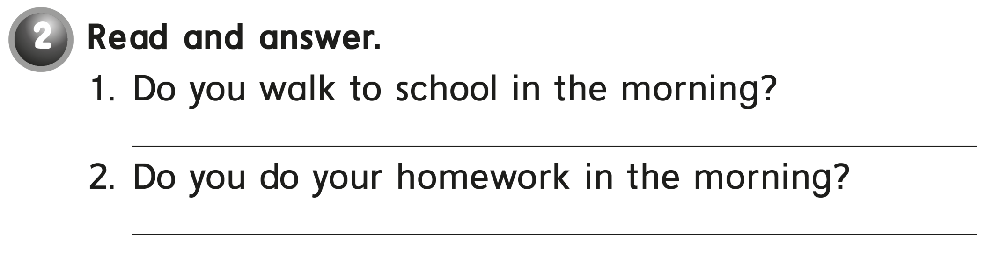 2 Read and answer.
1. Do you walk to school in the morning?
2. Do you do your homework in the morning?